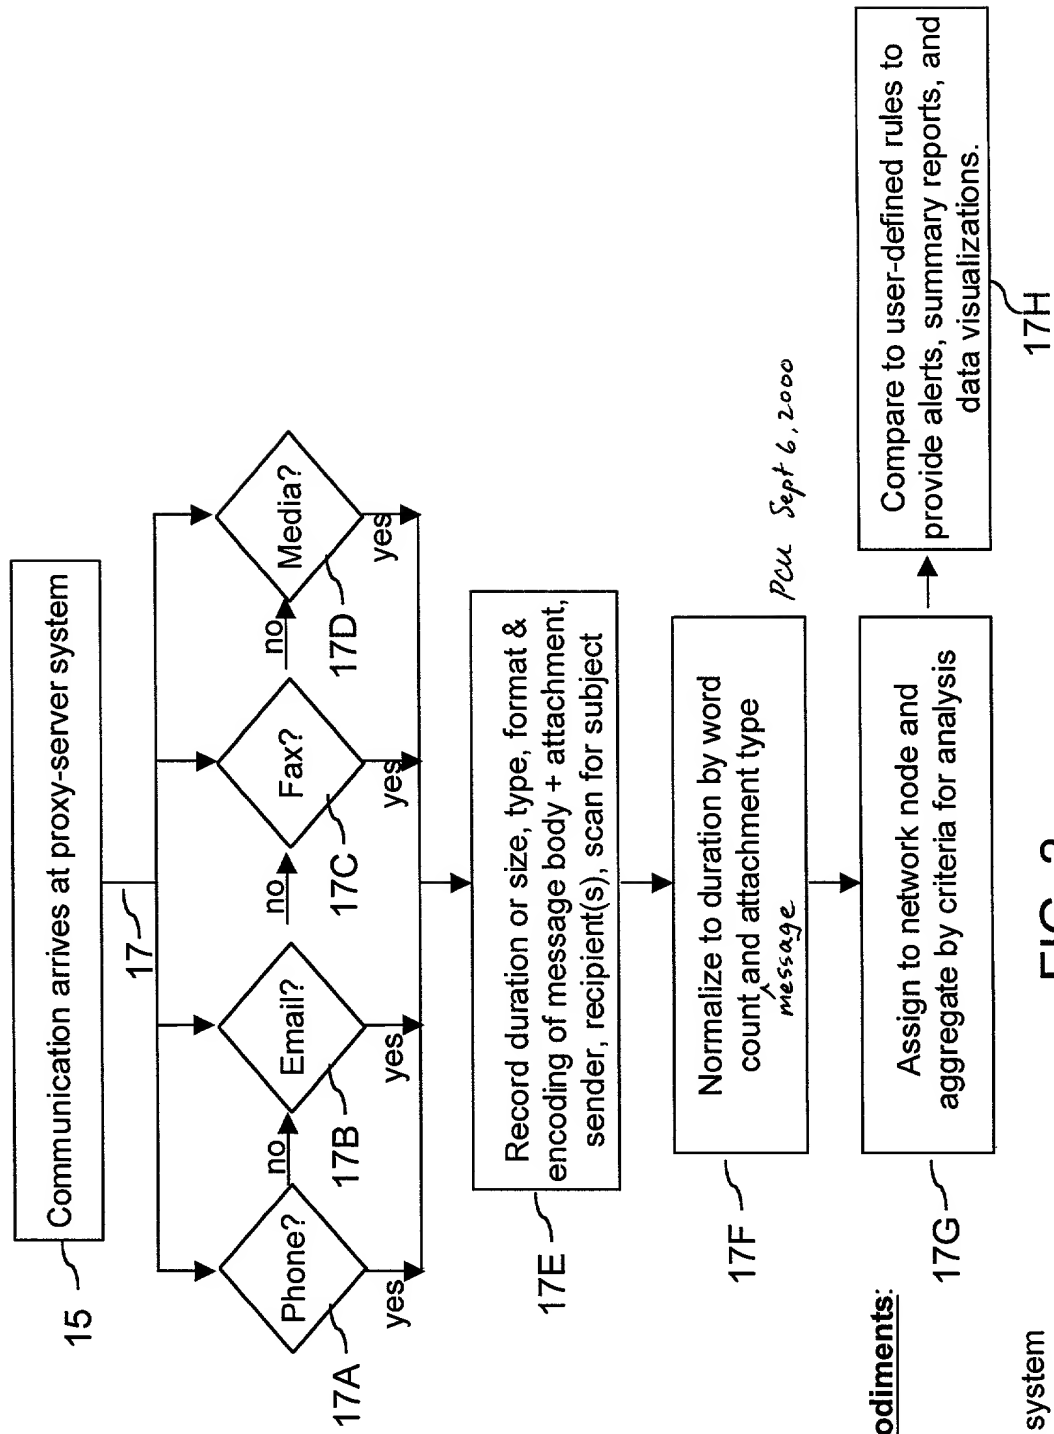 Communication arrives at proxy-server system
15
17
Phone?
no
Email?
no
Fax?
no
Media?
17A
17B
17C
17D
yes
yes
yes
yes
Record duration or size, type, format &
encoding of message body + attachment,
sender, recipient(s), scan for subject
17E
PCU Sept 6, 2000
Normalize to duration by word
count and attachment type
message
17F
Assign to network node and
aggregate by criteria for analysis
17G
Compare to user-defined rules to
provide alerts, summary reports, and
data visualizations.
17H
odiments:
system